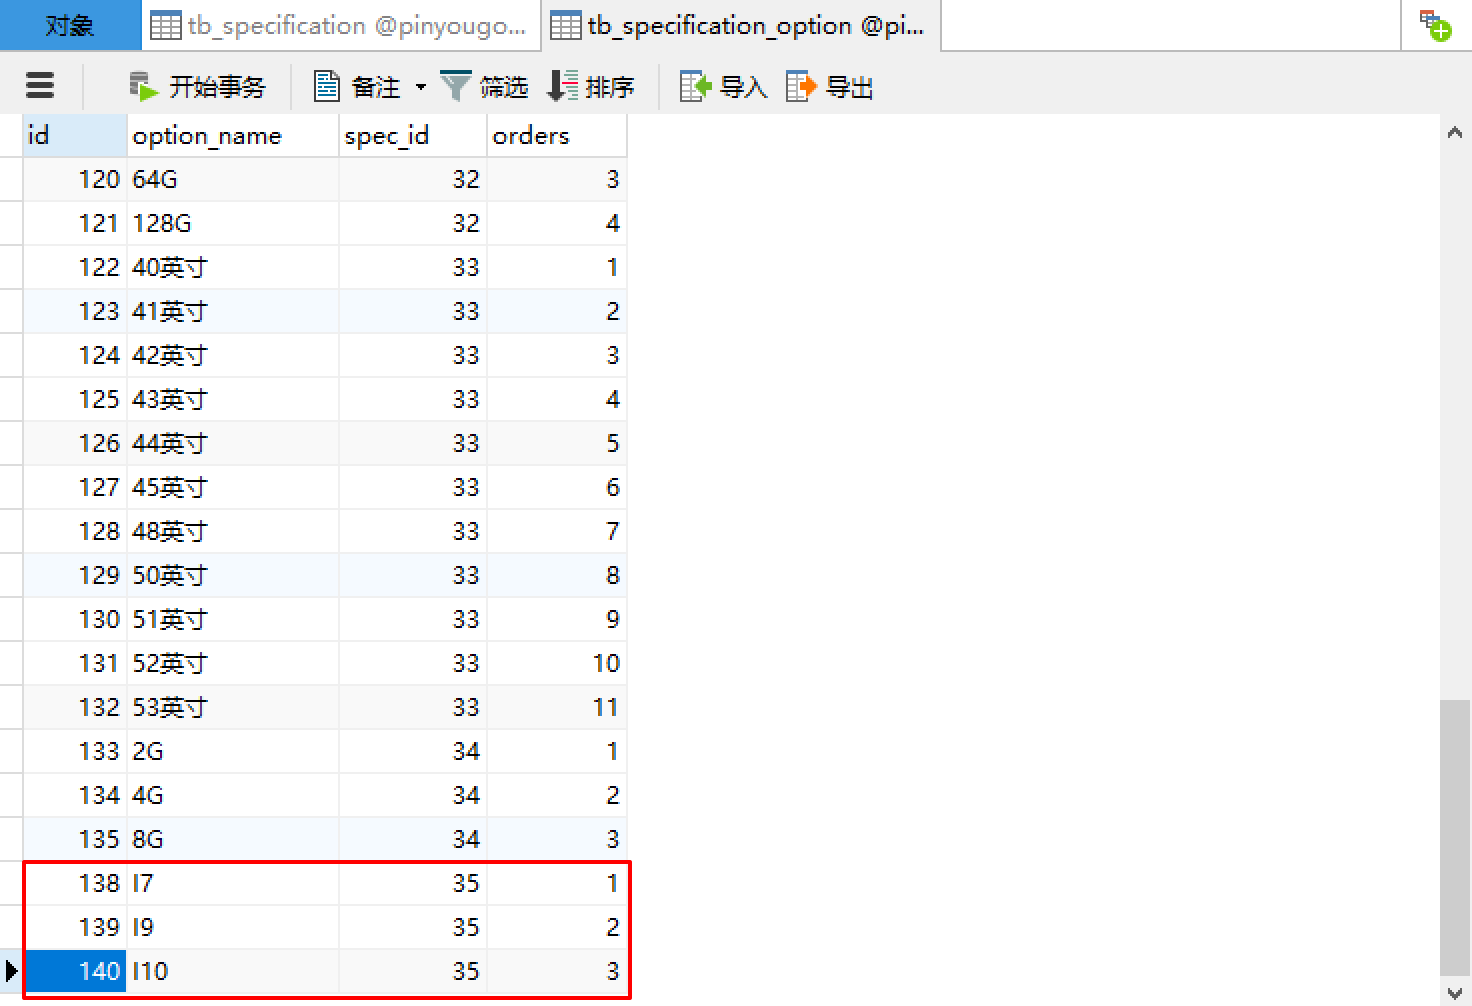 对象 tb_specification @pinyougo... tb_specification_option @pi...
开始事务 备注 筛选 排序 导入 导出
id option_name spec_id orders
120 64G 32 3
121 128G 32 4
122 40英寸 33 1
123 41英寸 33 2
124 42英寸 33 3
125 43英寸 33 4
126 44英寸 33 5
127 45英寸 33 6
128 48英寸 33 7
129 50英寸 33 8
130 51英寸 33 9
131 52英寸 33 10
132 53英寸 33 11
133 2G 34 1
134 4G 34 2
135 8G 34 3
138 I7 35 1
139 I9 35 2
140 I10 35 3